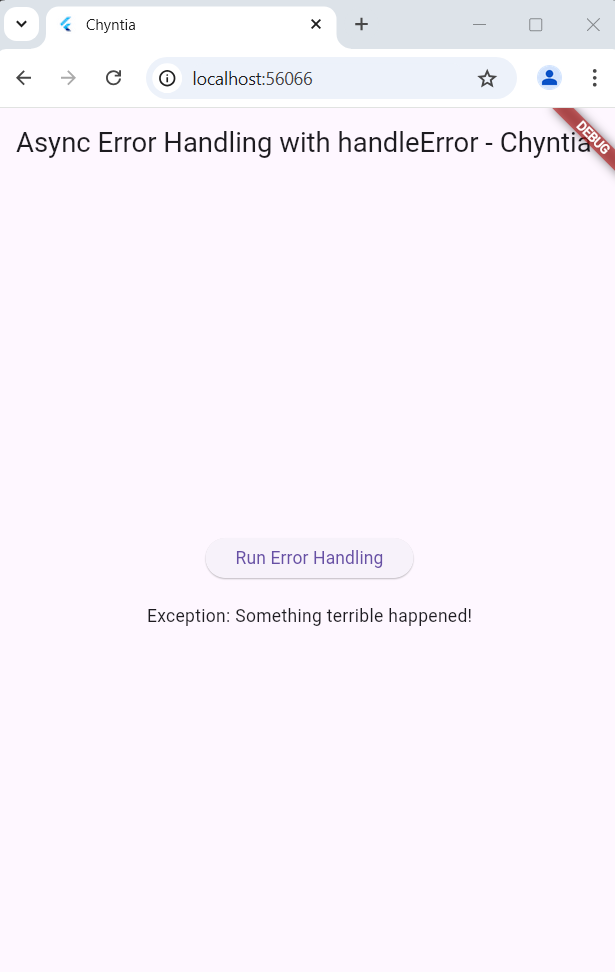 Chyntia
localhost:56066
Async Error Handling with handleError - Chyntia
DEBUG
Run Error Handling
Exception: Something terrible happened!